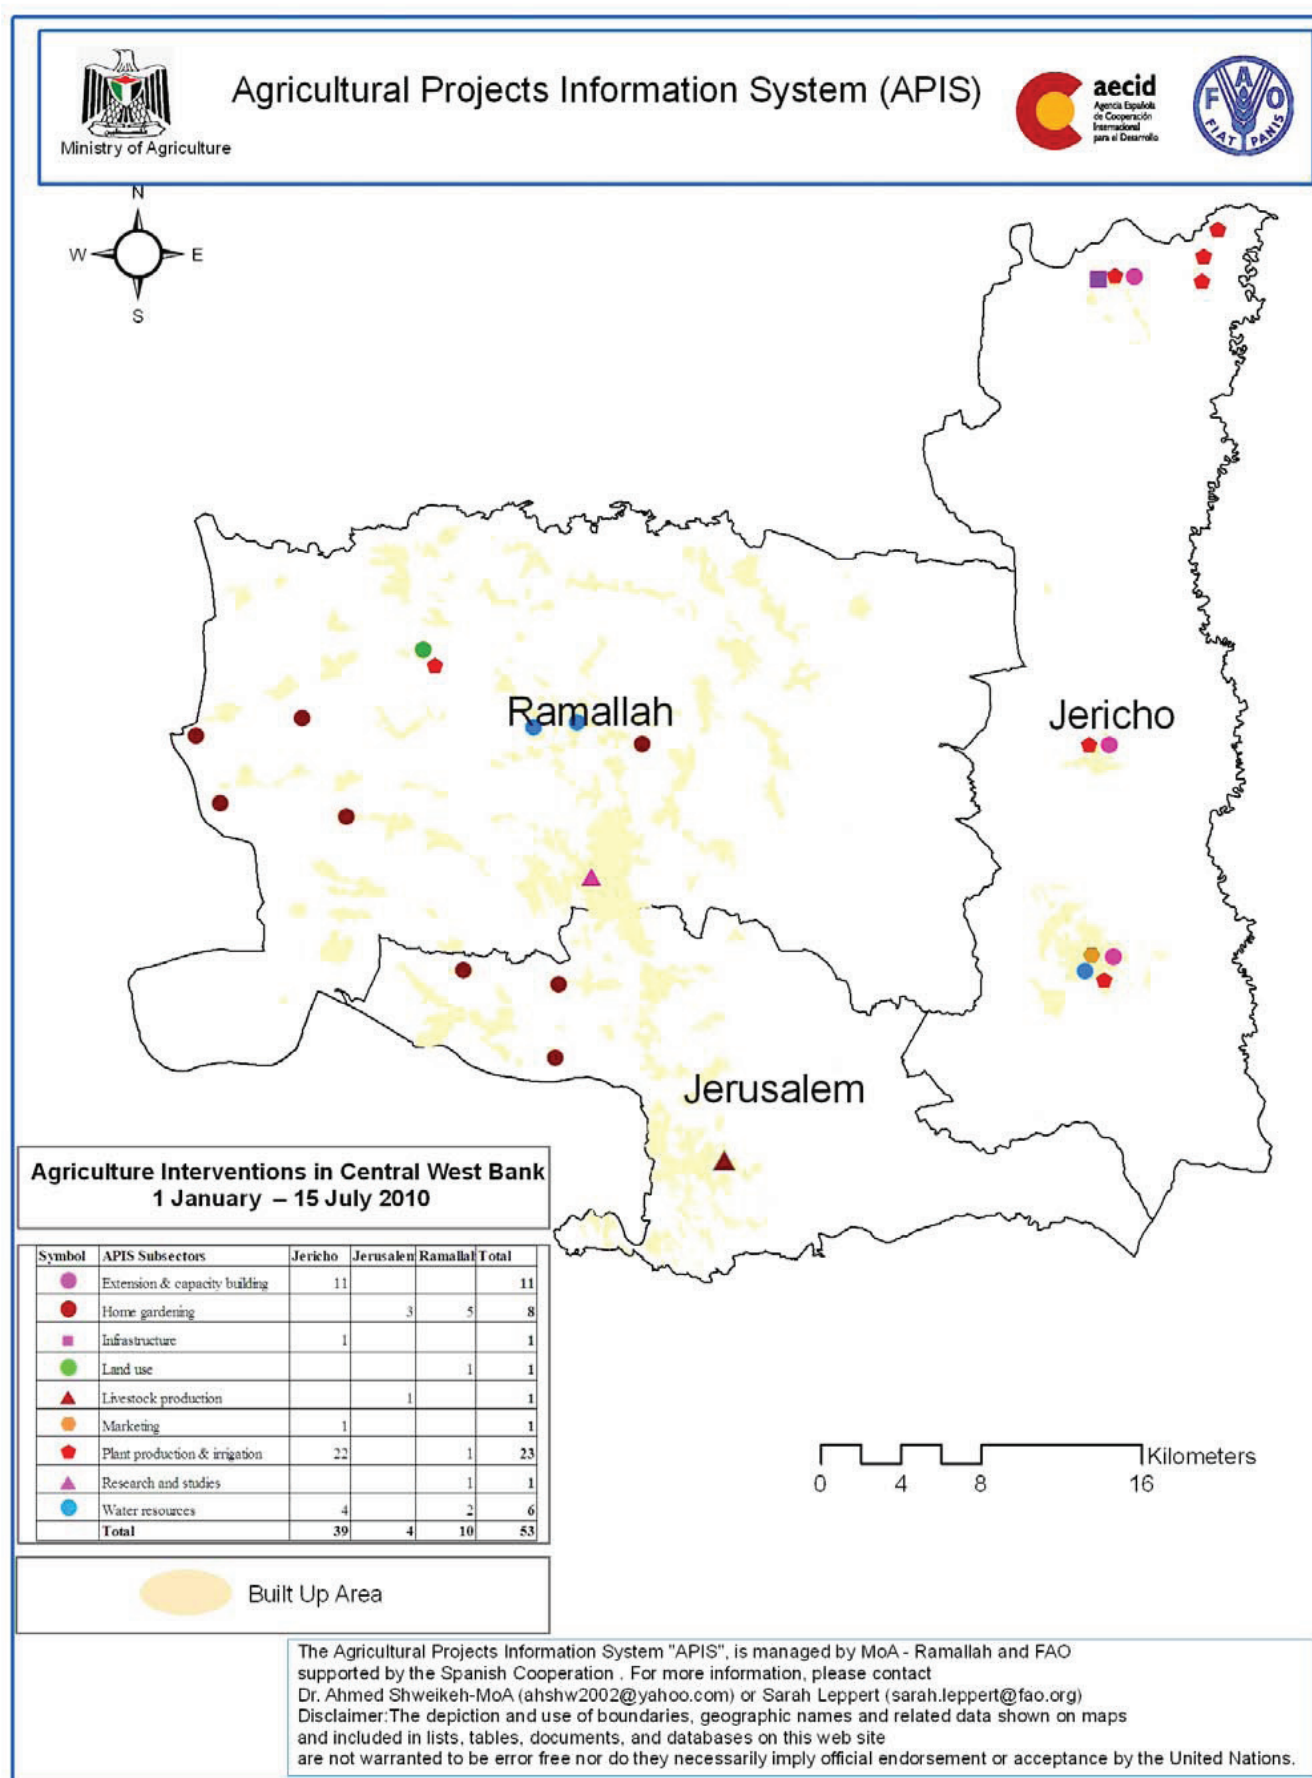 Agricultural Projects Information System (APIS)
Ministry of Agriculture
aecid
Agencia Española
de Cooperación
Internacional
para el Desarrollo
F A O
FIAT PANIS
N
W E
S
Ramallah
Jericho
Jerusalem
Agriculture Interventions in Central West Bank
1 January – 15 July 2010
Symbol APIS Subsectors Jericho Jerusalem Ramallah Total
Extension & capacity building 11 11
Home gardening 3 5 8
Infrastructure 1 1
Land use 1 1
Livestock production 1 1
Marketing 1 1
Plant production & irrigation 22 1 23
Research and studies 1 1
Water resources 4 2 6
Total 39 4 10 53
Kilometers
0 4 8 16
Built Up Area
The Agricultural Projects Information System "APIS", is managed by MoA - Ramallah and FAO
supported by the Spanish Cooperation . For more information, please contact
Dr. Ahmed Shweikeh-MoA (ahshw2002@yahoo.com) or Sarah Leppert (sarah.leppert@fao.org)
Disclaimer:The depiction and use of boundaries, geographic names and related data shown on maps
and included in lists, tables, documents, and databases on this web site
are not warranted to be error free nor do they necessarily imply official endorsement or acceptance by the United Nations.